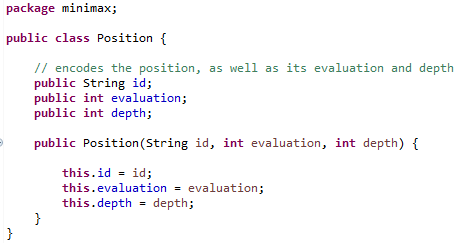 package minimax;
public class Position {
// encodes the position, as well as its evaluation and depth
public String id;
public int evaluation;
public int depth;
public Position(String id, int evaluation, int depth) {
this.id = id;
this.evaluation = evaluation;
this.depth = depth;
}
}